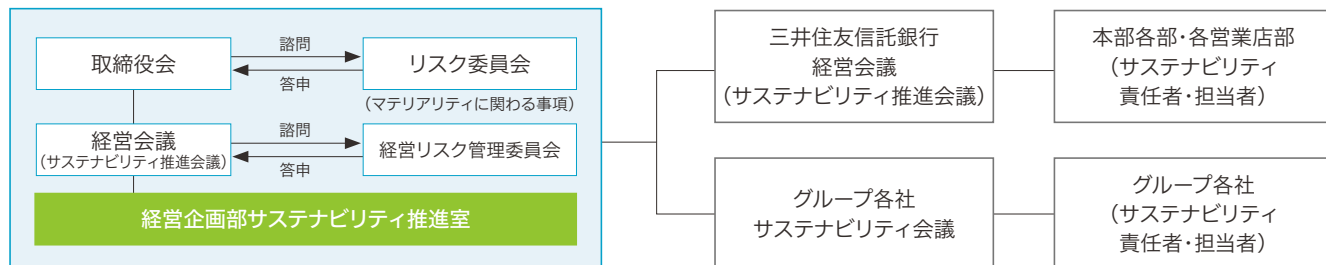 取締役会
諮問
答申
リスク委員会
(マテリアリティに関わる事項)
経営会議
(サステナビリティ推進会議)
諮問
答申
経営リスク管理委員会
経営企画部サステナビリティ推進室
三井住友信託銀行
経営会議
(サステナビリティ推進会議)
本部各部・各営業店部
(サステナビリティ
責任者・担当者)
グループ各社
サステナビリティ会議
グループ各社
(サステナビリティ
責任者・担当者)